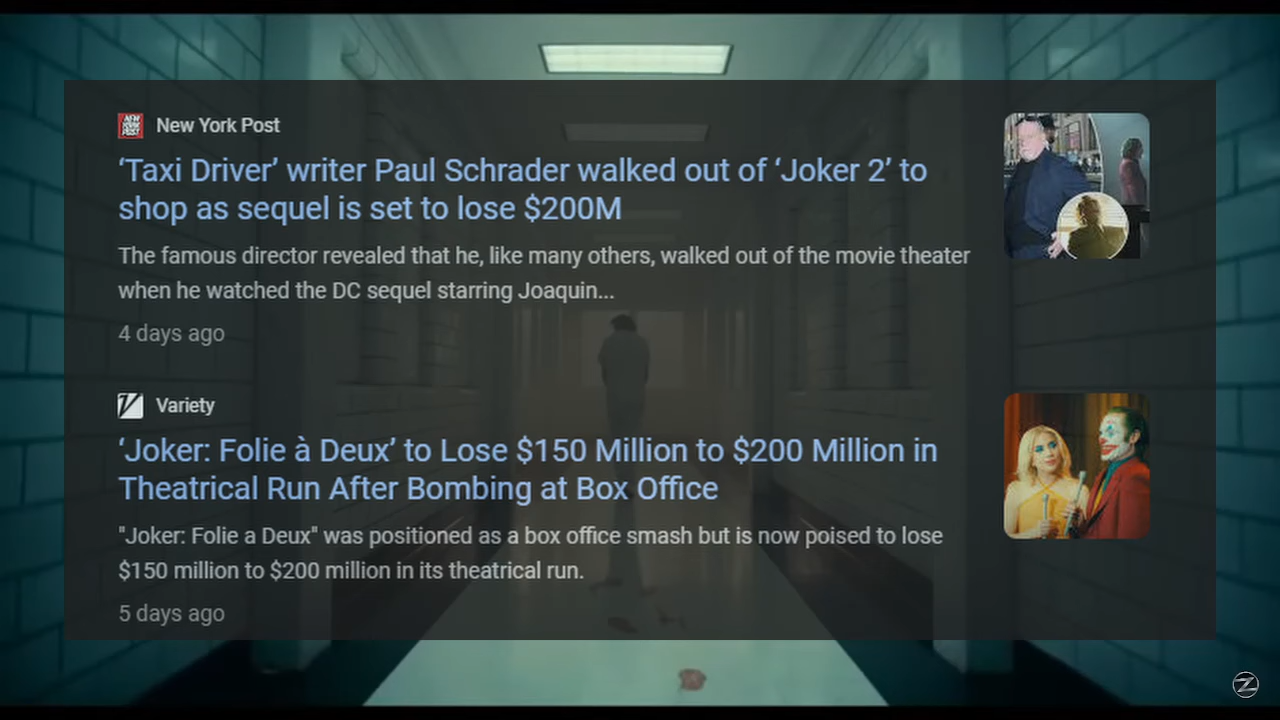 New York Post
‘Taxi Driver’ writer Paul Schrader walked out of ‘Joker 2’ to
shop as sequel is set to lose $200M
The famous director revealed that he, like many others, walked out of the movie theater
when he watched the DC sequel starring Joaquin...
4 days ago
Variety
‘Joker: Folie à Deux’ to Lose $150 Million to $200 Million in
Theatrical Run After Bombing at Box Office
"Joker: Folie a Deux" was positioned as a box office smash but is now poised to lose
$150 million to $200 million in its theatrical run.
5 days ago